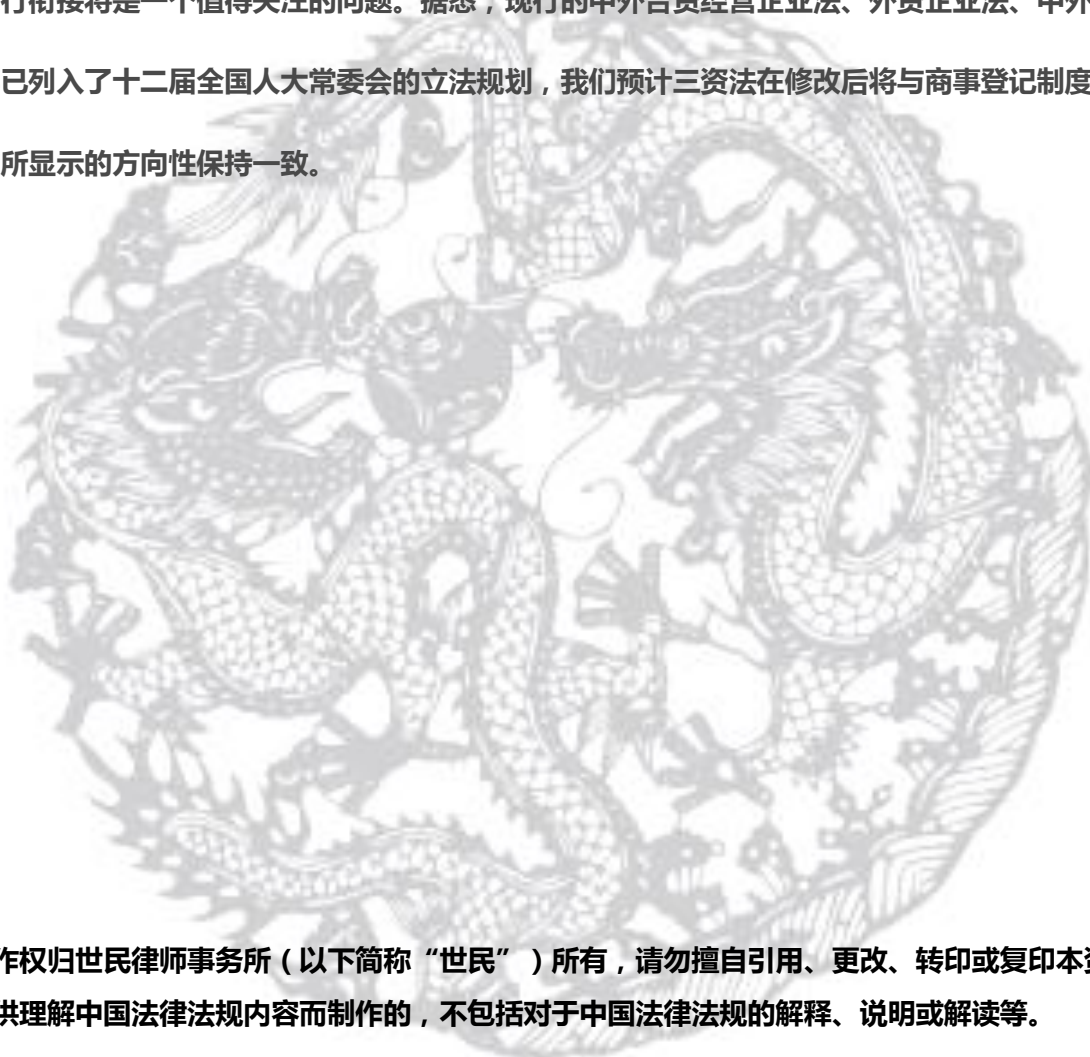 行衔接将是一个值得关注的问题。据悉，现行的中外合资经营企业法、外资企业法、中外
已列入了十二届全国人大常委会的立法规划，我们预计三资法在修改后将与商事登记制度
所显示的方向性保持一致。
作权归世民律师事务所（以下简称“世民”）所有，请勿擅自引用、更改、转印或复印本资
供理解中国法律法规内容而制作的，不包括对于中国法律法规的解释、说明或解读等。